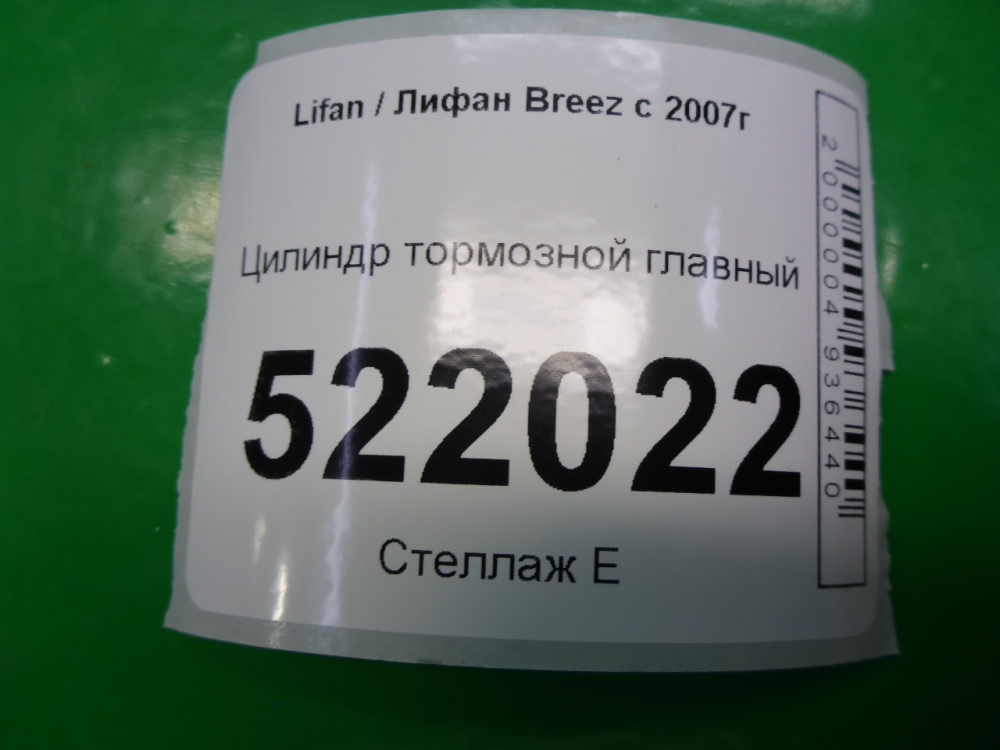 Lifan / Лифан Breez с 2007г
Цилиндр тормозной главный
522022
Стеллаж Е
2000004936440